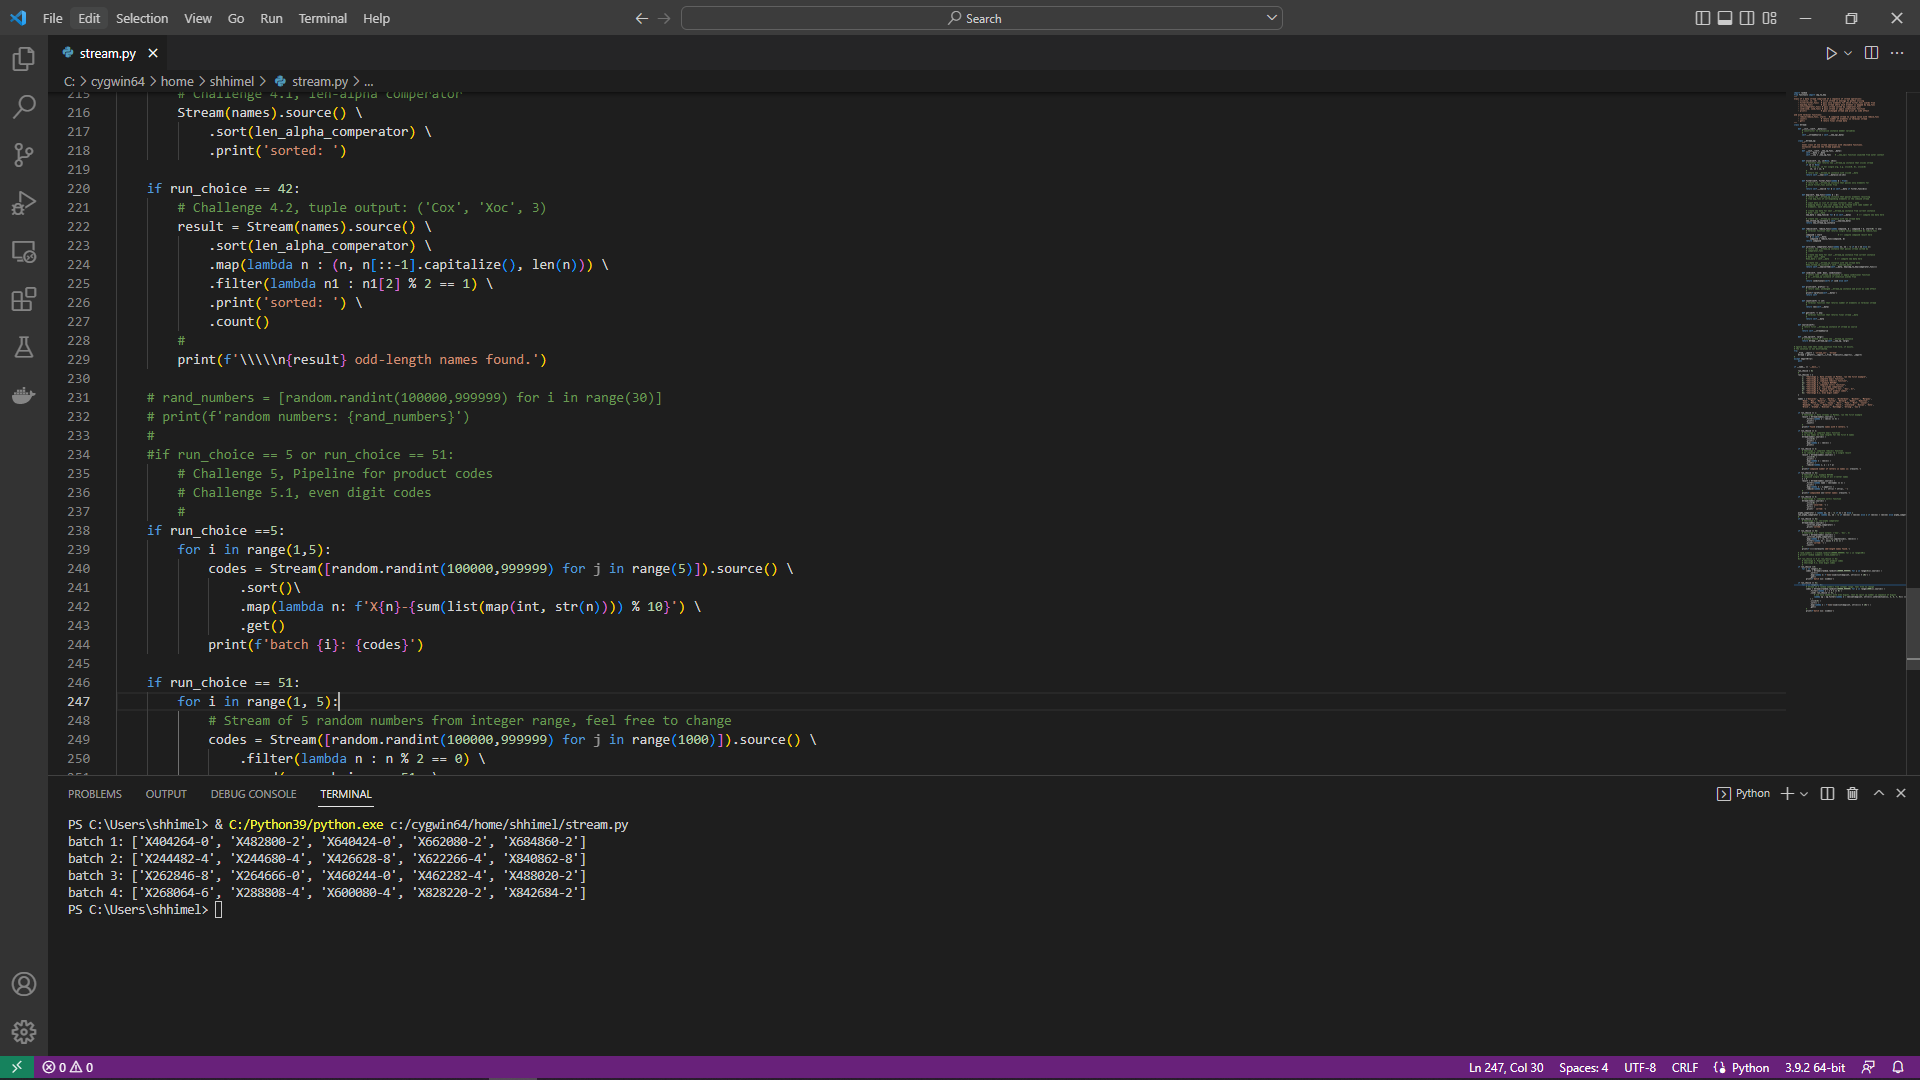 File Edit Selection View Go Run Terminal Help
Search
stream.py
C: > cygwin64 > home > shhimel > stream.py > ...
215 # Challenge 4.1, len-alpha comperator
216 Stream(names).source() \
217 .sort(len_alpha_comperator) \
218 .print('sorted: ')
219
220 if run_choice == 42:
221 # Challenge 4.2, tuple output: ('Cox', 'Xoc', 3)
222 result = Stream(names).source() \
223 .sort(len_alpha_comperator) \
224 .map(lambda n : (n, n[::-1].capitalize(), len(n))) \
225 .filter(lambda n1 : n1[2] % 2 == 1) \
226 .print('sorted: ') \
227 .count()
228 #
229 print(f'\\\\\n{result} odd-length names found.')
230
231 # rand_numbers = [random.randint(100000,999999) for i in range(30)]
232 # print(f'random numbers: {rand_numbers}')
233 #
234 #if run_choice == 5 or run_choice == 51:
235 # Challenge 5, Pipeline for product codes
236 # Challenge 5.1, even digit codes
237 #
238 if run_choice ==5:
239 for i in range(1,5):
240 codes = Stream([random.randint(100000,999999) for j in range(5)]).source() \
241 .sort()\
242 .map(lambda n: f'X{n}-{sum(list(map(int, str(n)))) % 10}') \
243 .get()
244 print(f'batch {i}: {codes}')
245
246 if run_choice == 51:
247 for i in range(1, 5):
248 # Stream of 5 random numbers from integer range, feel free to change
249 codes = Stream([random.randint(100000,999999) for j in range(1000)]).source() \
250 .filter(lambda n : n % 2 == 0) \
PROBLEMS OUTPUT DEBUG CONSOLE TERMINAL
Python
PS C:\Users\shhimel> & C:/Python39/python.exe c:/cygwin64/home/shhimel/stream.py
batch 1: ['X404264-0', 'X482800-2', 'X640424-0', 'X662080-2', 'X684860-2']
batch 2: ['X244482-4', 'X244680-4', 'X426628-8', 'X622266-4', 'X840862-8']
batch 3: ['X262846-8', 'X264666-0', 'X460244-0', 'X462282-4', 'X488020-2']
batch 4: ['X268064-6', 'X288808-4', 'X600080-4', 'X828220-2', 'X842684-2']
PS C:\Users\shhimel>
0 0 Ln 247, Col 30 Spaces: 4 UTF-8 CRLF Python 3.9.2 64-bit